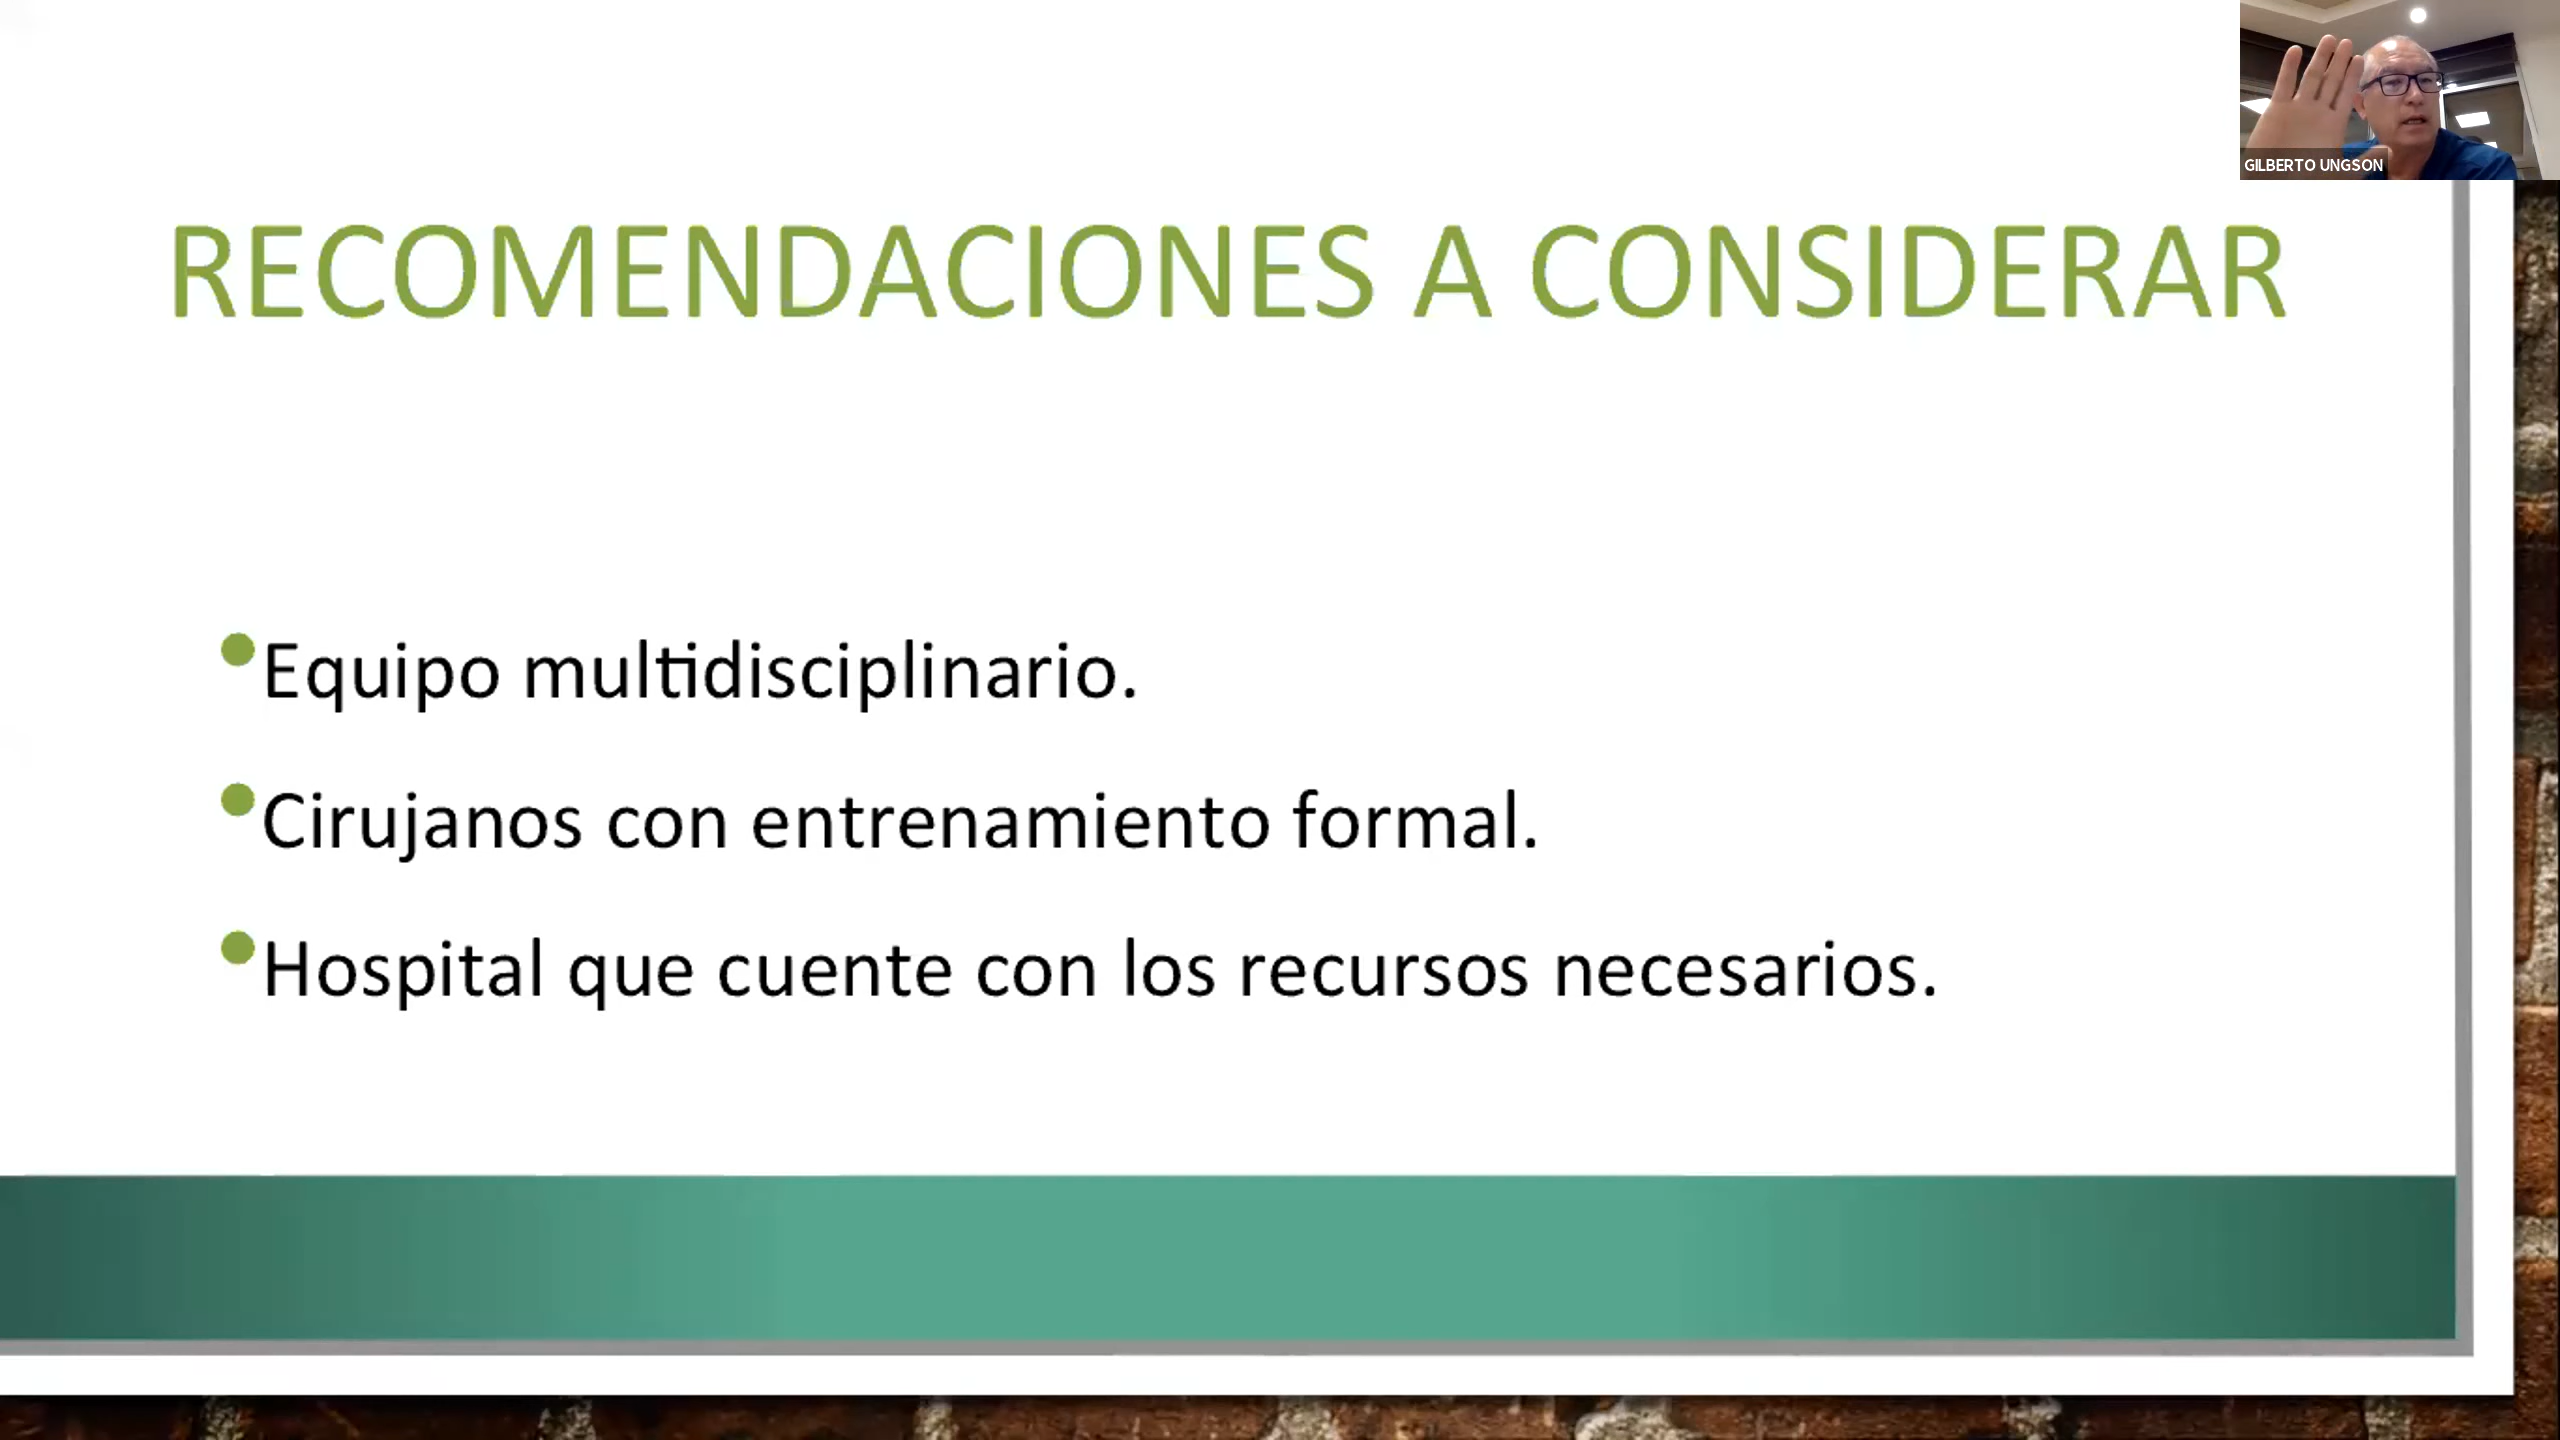 GILBERTO UNGSON
RECOMENDACIONES A CONSIDERAR
•Equipo multidisciplinario.
•Cirujanos con entrenamiento formal.
•Hospital que cuente con los recursos necesarios.